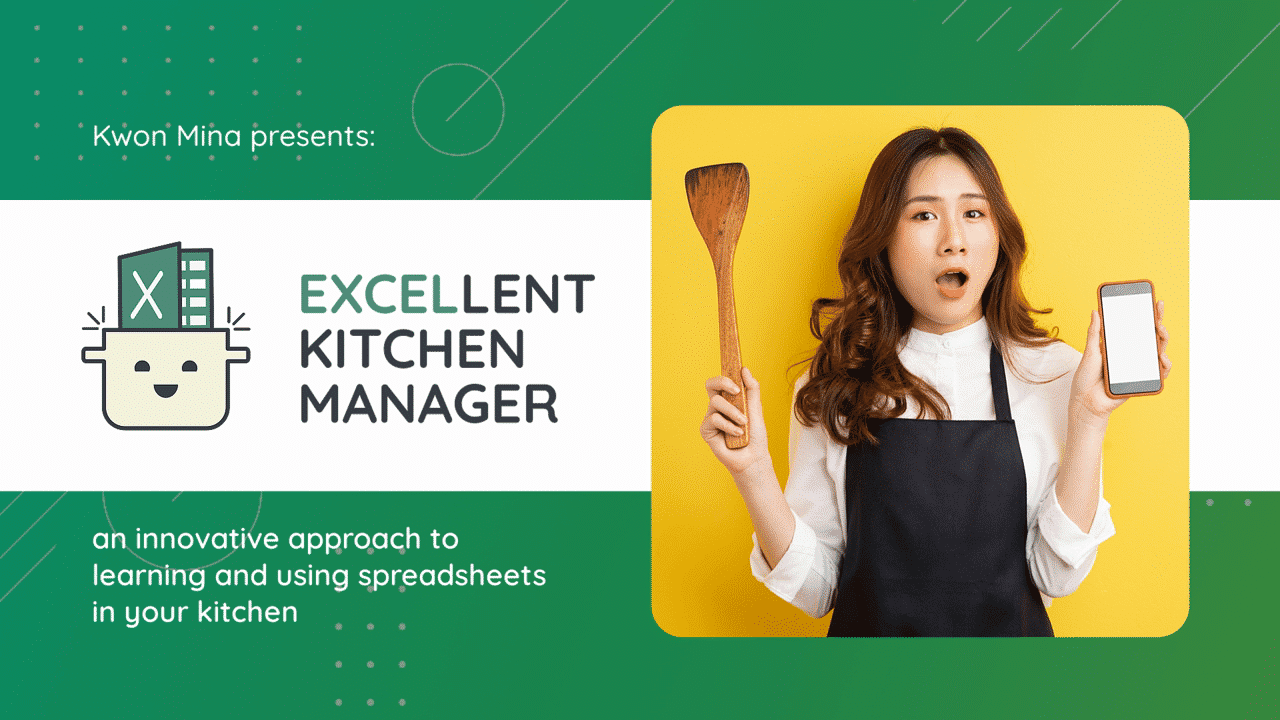 Kwon Mina presents:
X
EXCELLENT
KITCHEN
MANAGER
an innovative approach to
learning and using spreadsheets
in your kitchen